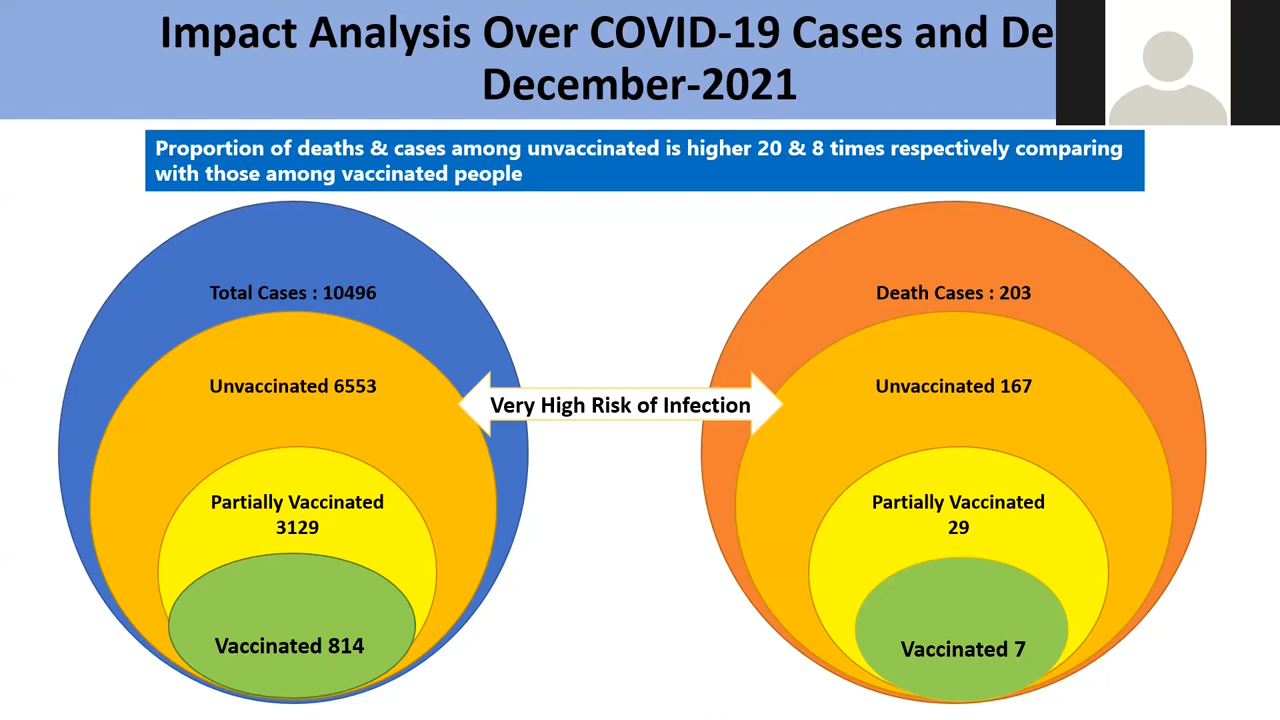 Impact Analysis Over COVID-19 Cases and De
December-2021
Proportion of deaths & cases among unvaccinated is higher 20 & 8 times respectively comparing
with those among vaccinated people
Total Cases : 10496
Unvaccinated 6553
Partially Vaccinated
3129
Vaccinated 814
Very High Risk of Infection
Death Cases : 203
Unvaccinated 167
Partially Vaccinated
29
Vaccinated 7